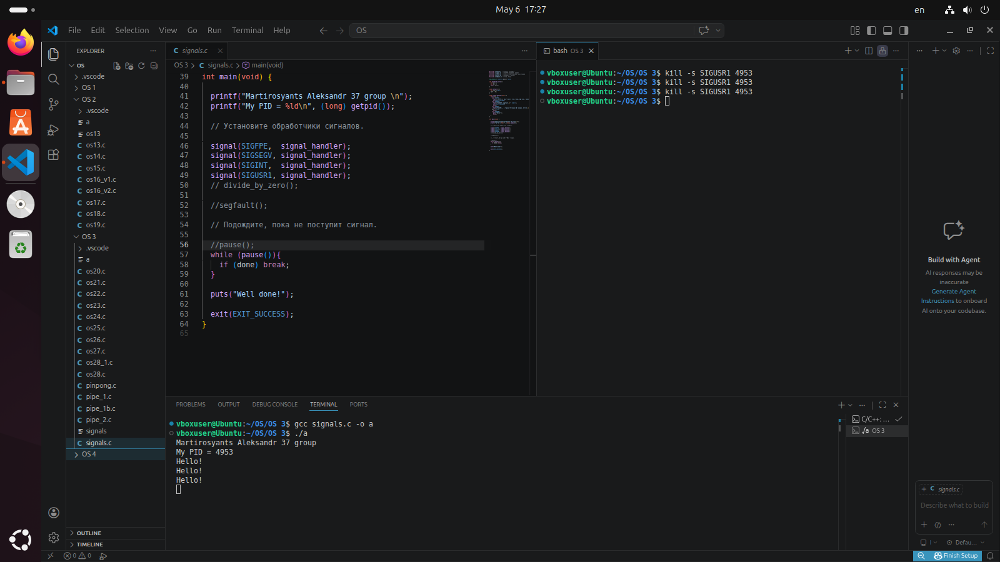 May 6 17:27
en
File Edit Selection View Go Run Terminal Help
OS
EXPLORER
OS
.vscode
OS 1
OS 2
.vscode
a
os13
os13.c
os14.c
os15.c
os16_v1.c
os16_v2.c
os17.c
os18.c
os19.c
OS 3
.vscode
a
os20.c
os21.c
os22.c
os23.c
os24.c
os25.c
os26.c
os27.c
os28_1.c
os28.c
pinpong.c
pipe_1.c
pipe_1b.c
pipe_2.c
signals
signals.c
OS 4
OUTLINE
TIMELINE
signals.c
OS 3 > signals.c > main(void)
39 int main(void) {
40
41 printf("Martirosyants Aleksandr 37 group \n");
42 printf("My PID = %ld\n", (long) getpid());
43
44 // Установите обработчики сигналов.
45
46 signal(SIGFPE,  signal_handler);
47 signal(SIGSEGV, signal_handler);
48 signal(SIGINT,  signal_handler);
49 signal(SIGUSR1, signal_handler);
50 // divide_by_zero();
51
52 //segfault();
53
54 // Подождите, пока не поступит сигнал.
55
56 //pause();
57 while (pause()){
58 if (done) break;
59 }
60
61 puts("Well done!");
62
63 exit(EXIT_SUCCESS);
64 }
65
bash OS 3
vboxuser@Ubuntu:~/OS/OS 3$ kill -s SIGUSR1 4953
vboxuser@Ubuntu:~/OS/OS 3$ kill -s SIGUSR1 4953
vboxuser@Ubuntu:~/OS/OS 3$ kill -s SIGUSR1 4953
vboxuser@Ubuntu:~/OS/OS 3$
Build with Agent
AI responses may be
inaccurate
Generate Agent
Instructions to onboard
AI onto your codebase.
signals.c
Describe what to build
Defau...
PROBLEMS OUTPUT DEBUG CONSOLE TERMINAL PORTS
vboxuser@Ubuntu:~/OS/OS 3$ gcc signals.c -o a
vboxuser@Ubuntu:~/OS/OS 3$ ./a
Martirosyants Aleksandr 37 group
My PID = 4953
Hello!
Hello!
Hello!
C/C++: ...
./a OS 3
0 0
Finish Setup